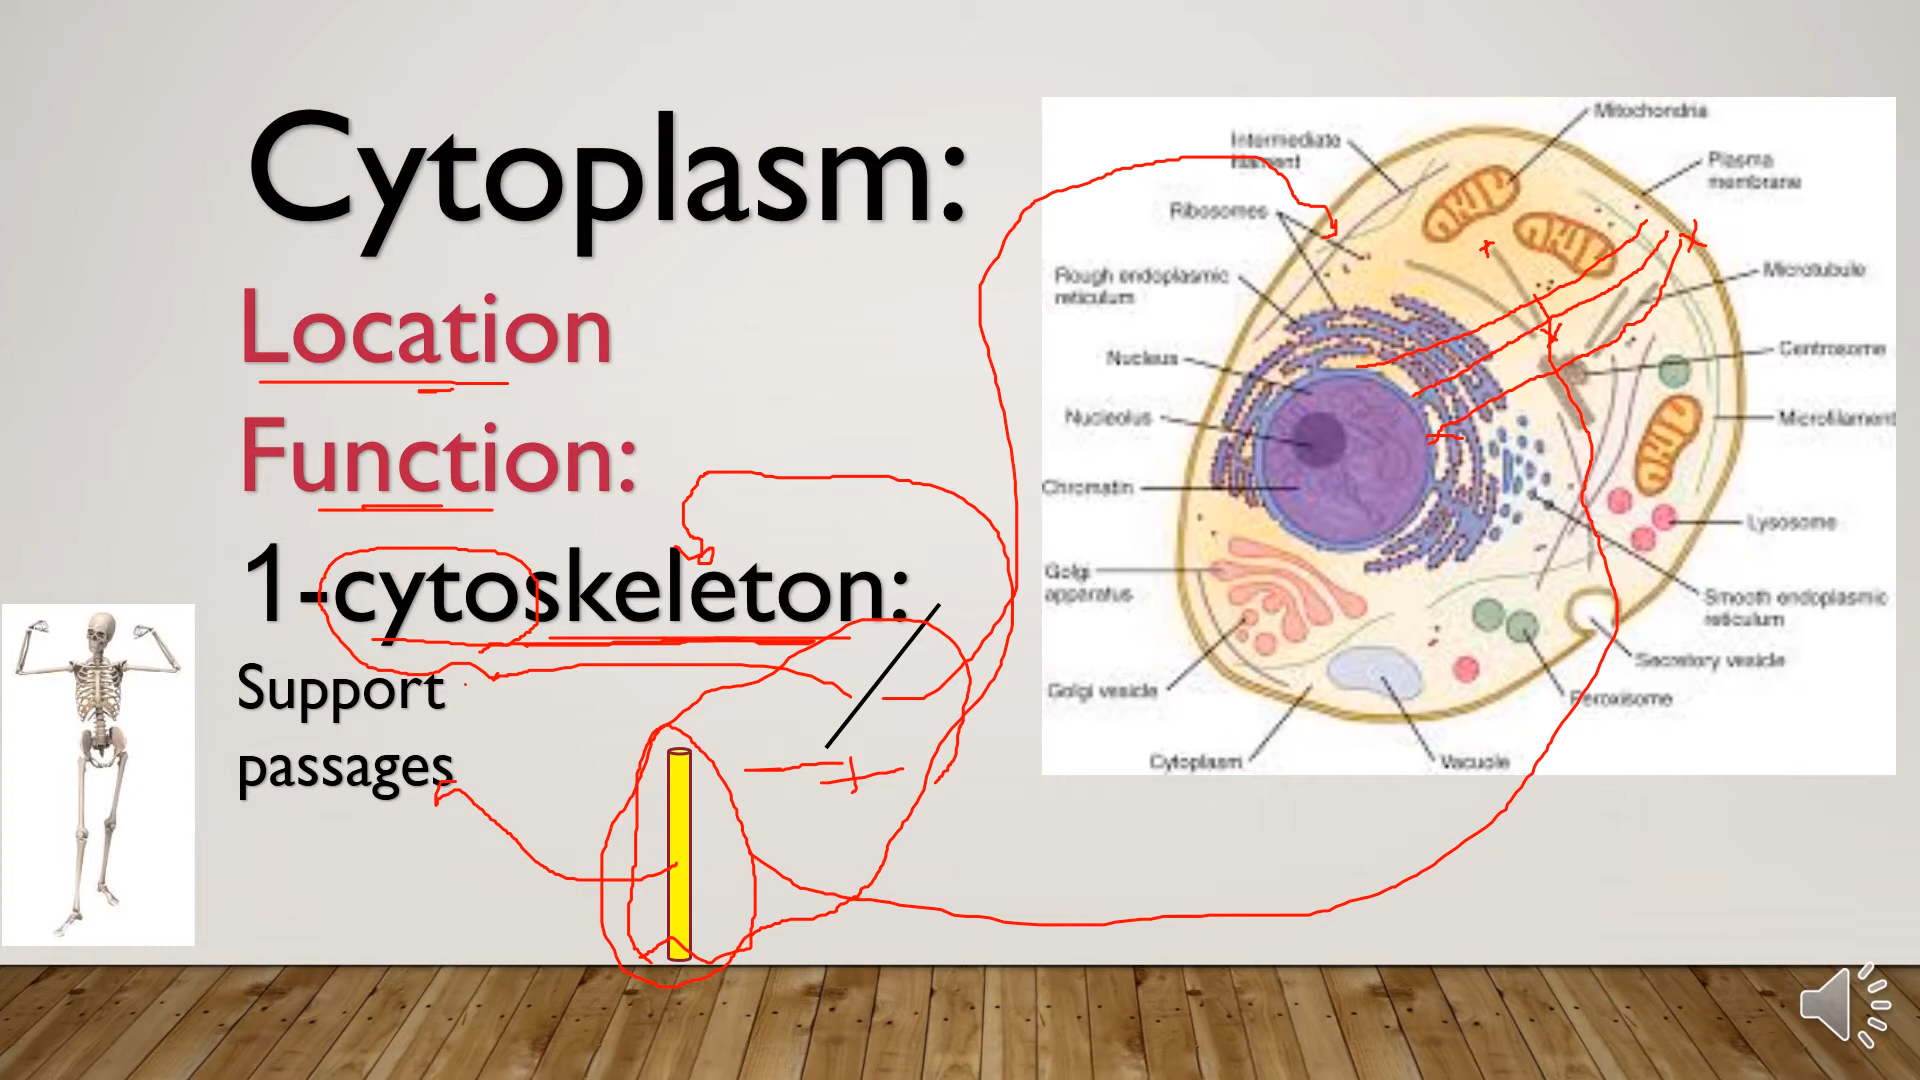 Cytoplasm:
Location
Function:
1-cytoskeleton:
Support
passages
Mitochondria
Intermediate
filament
Plasma
membrane
Ribosomes
Rough endoplasmic
reticulum
Microtubule
Nucleus
Centrosome
Nucleolus
Microfilament
Chromatin
Lysosome
Golgi
apparatus
Smooth endoplasmic
reticulum
Secretory vesicle
Golgi vesicle
Peroxisome
Cytoplasm
Vacuole